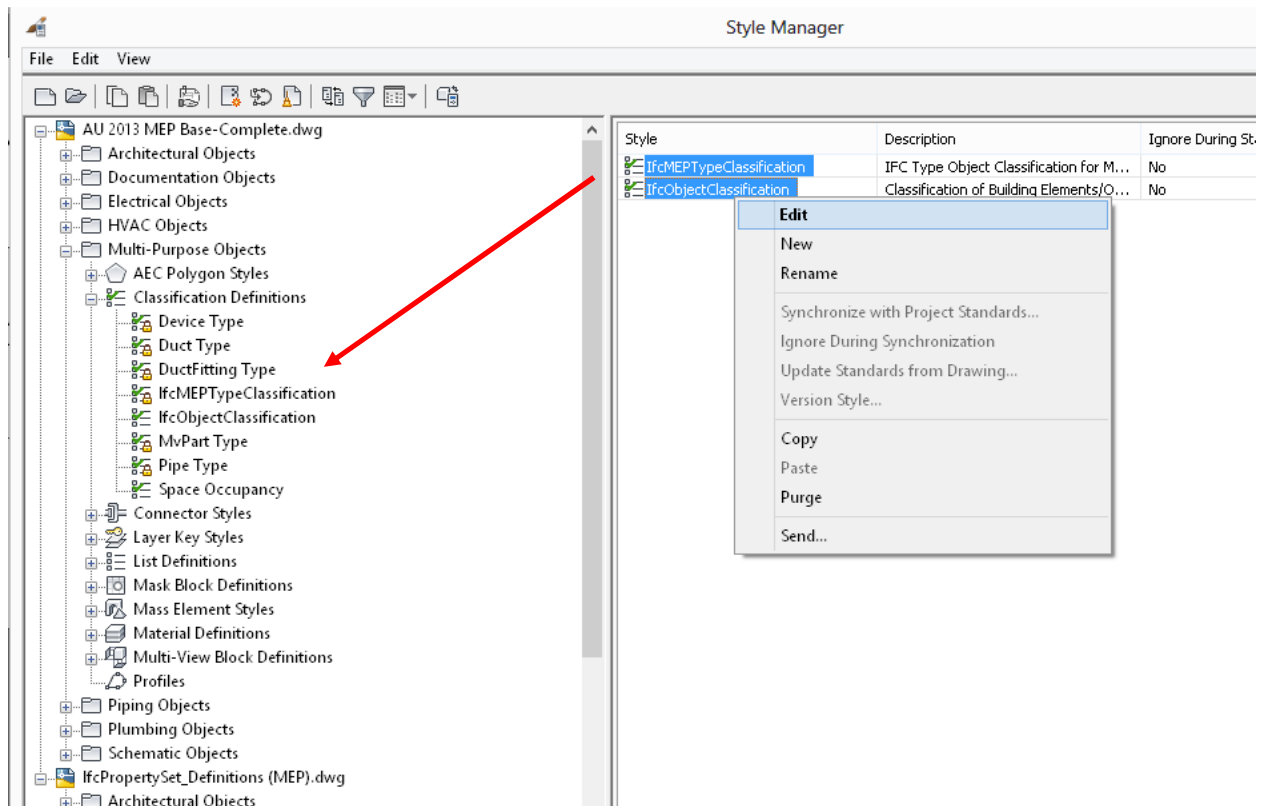 Style Manager
File Edit View
AU 2013 MEP Base-Complete.dwg
Architectural Objects
Documentation Objects
Electrical Objects
HVAC Objects
Multi-Purpose Objects
AEC Polygon Styles
Classification Definitions
Device Type
Duct Type
DuctFitting Type
IfcMEPTypeClassification
IfcObjectClassification
MvPart Type
Pipe Type
Space Occupancy
Connector Styles
Layer Key Styles
List Definitions
Mask Block Definitions
Mass Element Styles
Material Definitions
Multi-View Block Definitions
Profiles
Piping Objects
Plumbing Objects
Schematic Objects
IfcPropertySet_Definitions (MEP).dwg
Architectural Objects
Style Description Ignore During St
IfcMEPTypeClassification IFC Type Object Classification for M... No
IfcObjectClassification Classification of Building Elements/O... No
Edit
New
Rename
Synchronize with Project Standards...
Ignore During Synchronization
Update Standards from Drawing...
Version Style...
Copy
Paste
Purge
Send...